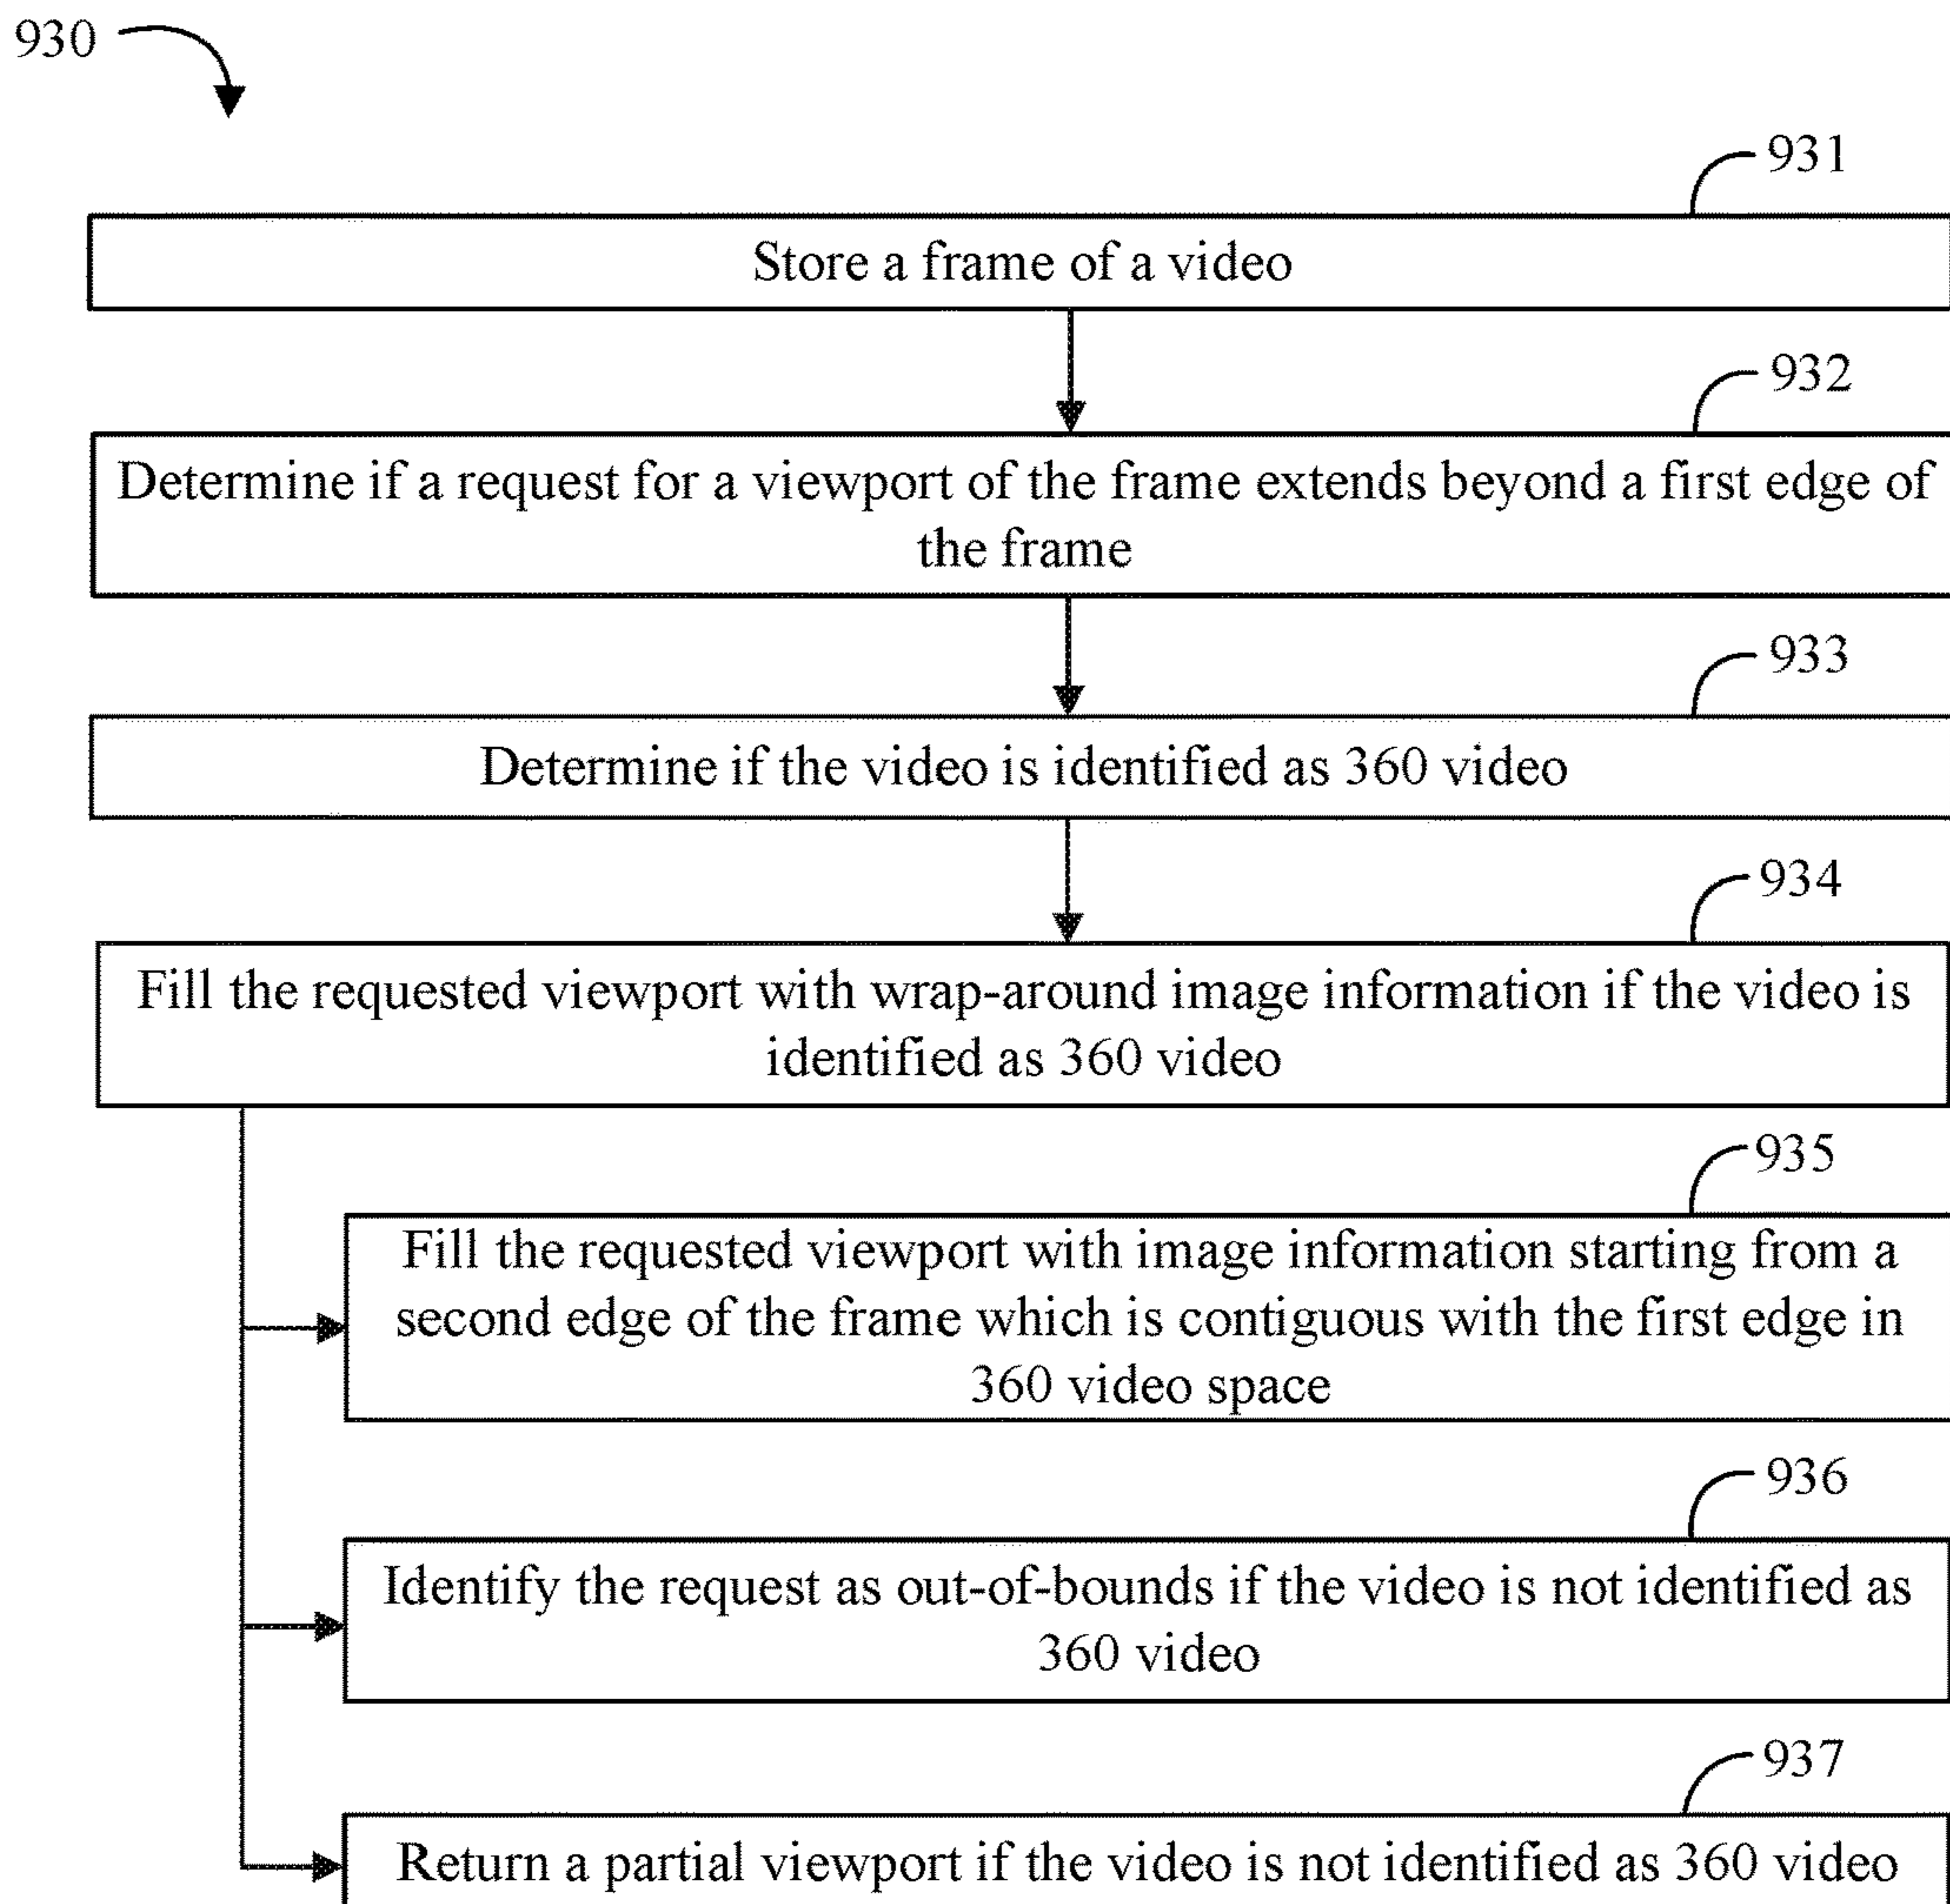 930
931
Store a frame of a video
932
Determine if a request for a viewport of the frame extends beyond a first edge of
the frame
933
Determine if the video is identified as 360 video
934
Fill the requested viewport with wrap-around image information if the video is
identified as 360 video
935
Fill the requested viewport with image information starting from a
second edge of the frame which is contiguous with the first edge in
360 video space
936
Identify the request as out-of-bounds if the video is not identified as
360 video
937
Return a partial viewport if the video is not identified as 360 video